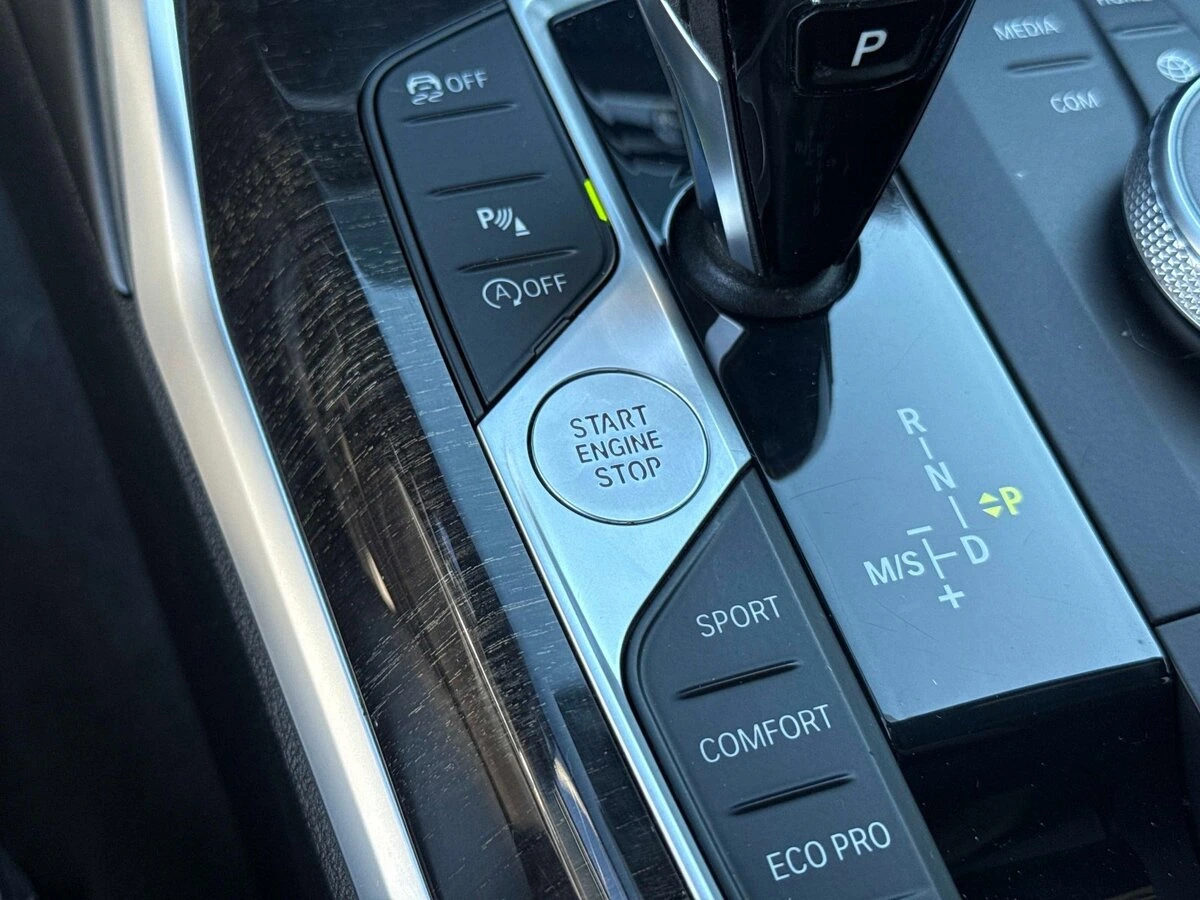 OFF
P
A OFF
START
ENGINE
STOP
SPORT
COMFORT
ECO PRO
P
R
N
P
D
M/S
+
MEDIA
COM